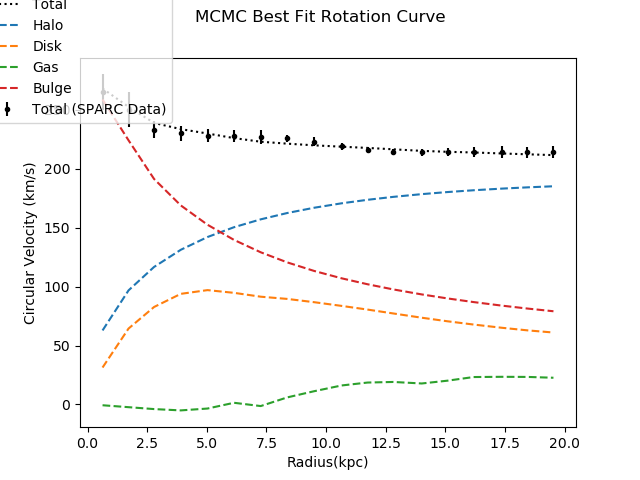 MCMC Best Fit Rotation Curve
Total
Halo
Disk
Gas
Bulge
Total (SPARC Data)
Circular Velocity (km/s)
250
200
150
100
50
0
0.0 2.5 5.0 7.5 10.0 12.5 15.0 17.5 20.0
Radius(kpc)